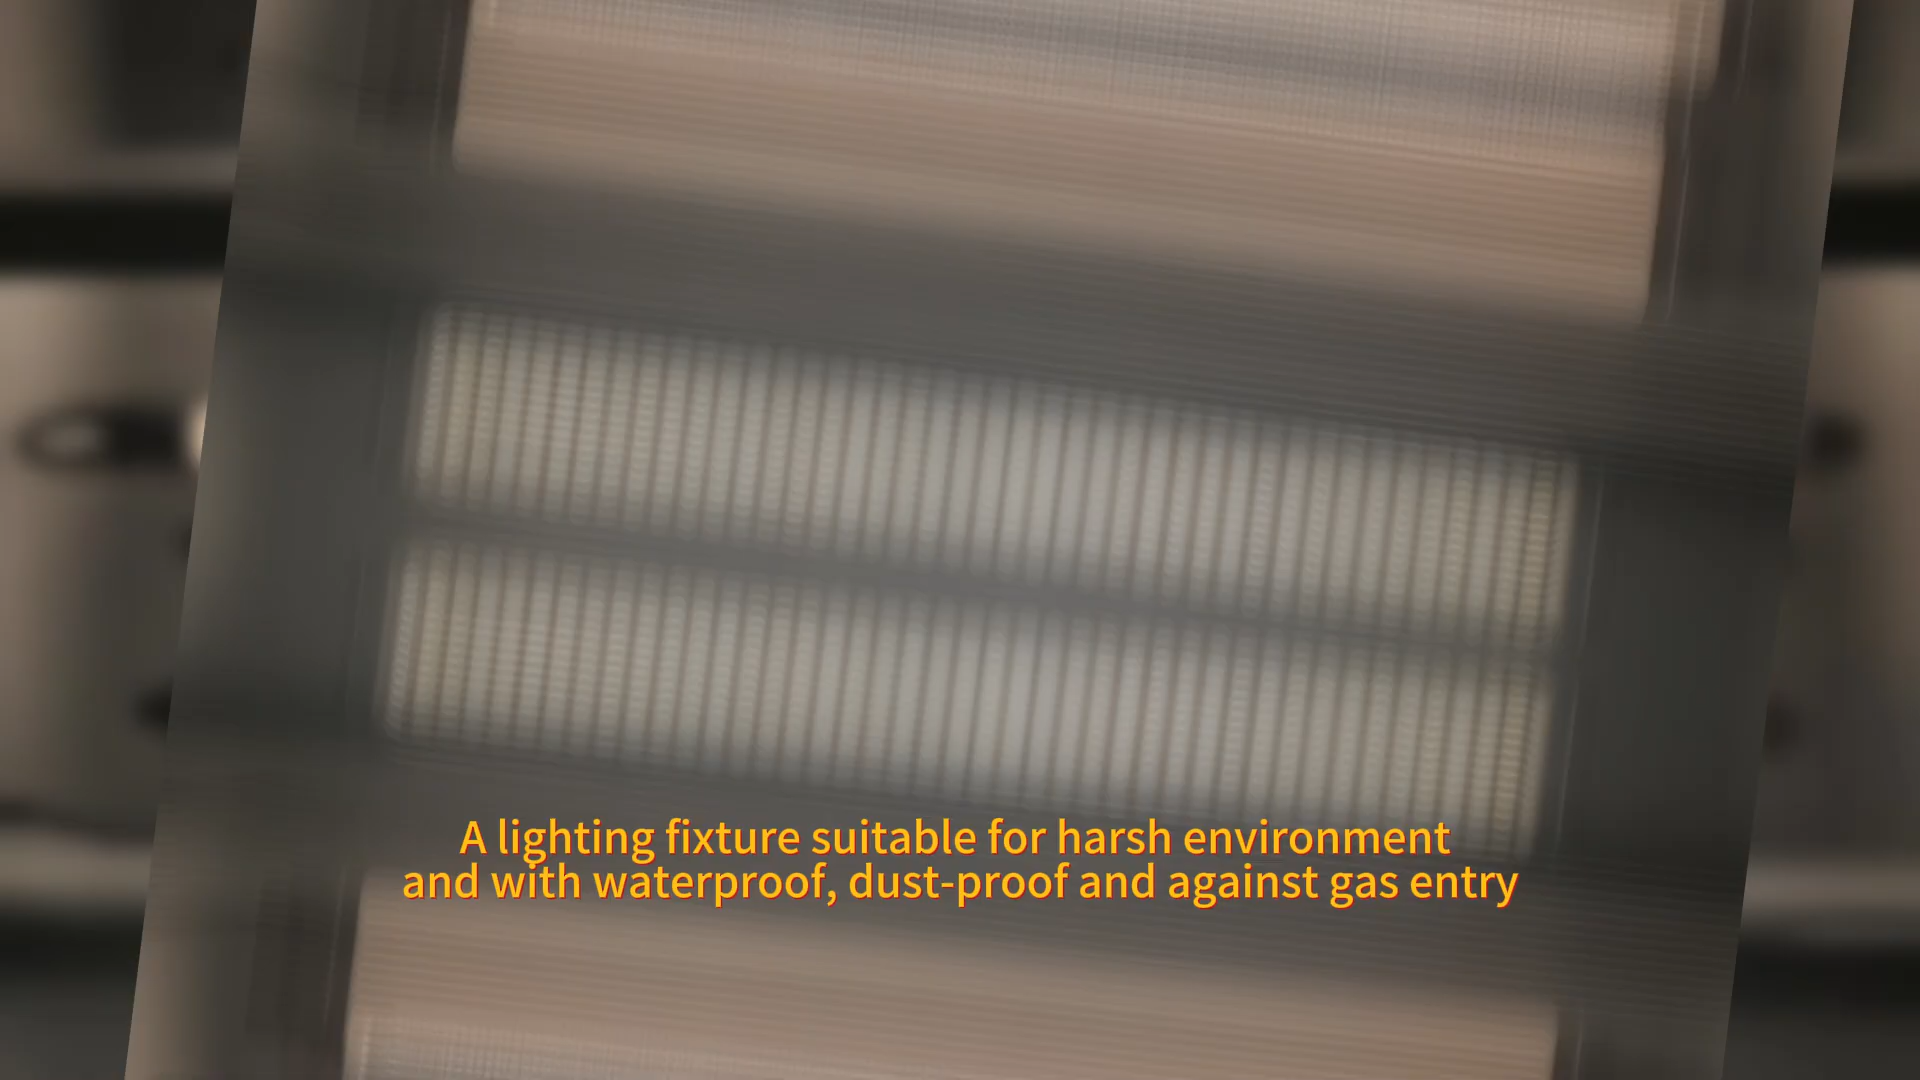 A lighting fixture suitable for harsh environment
and with waterproof, dust-proof and against gas entry